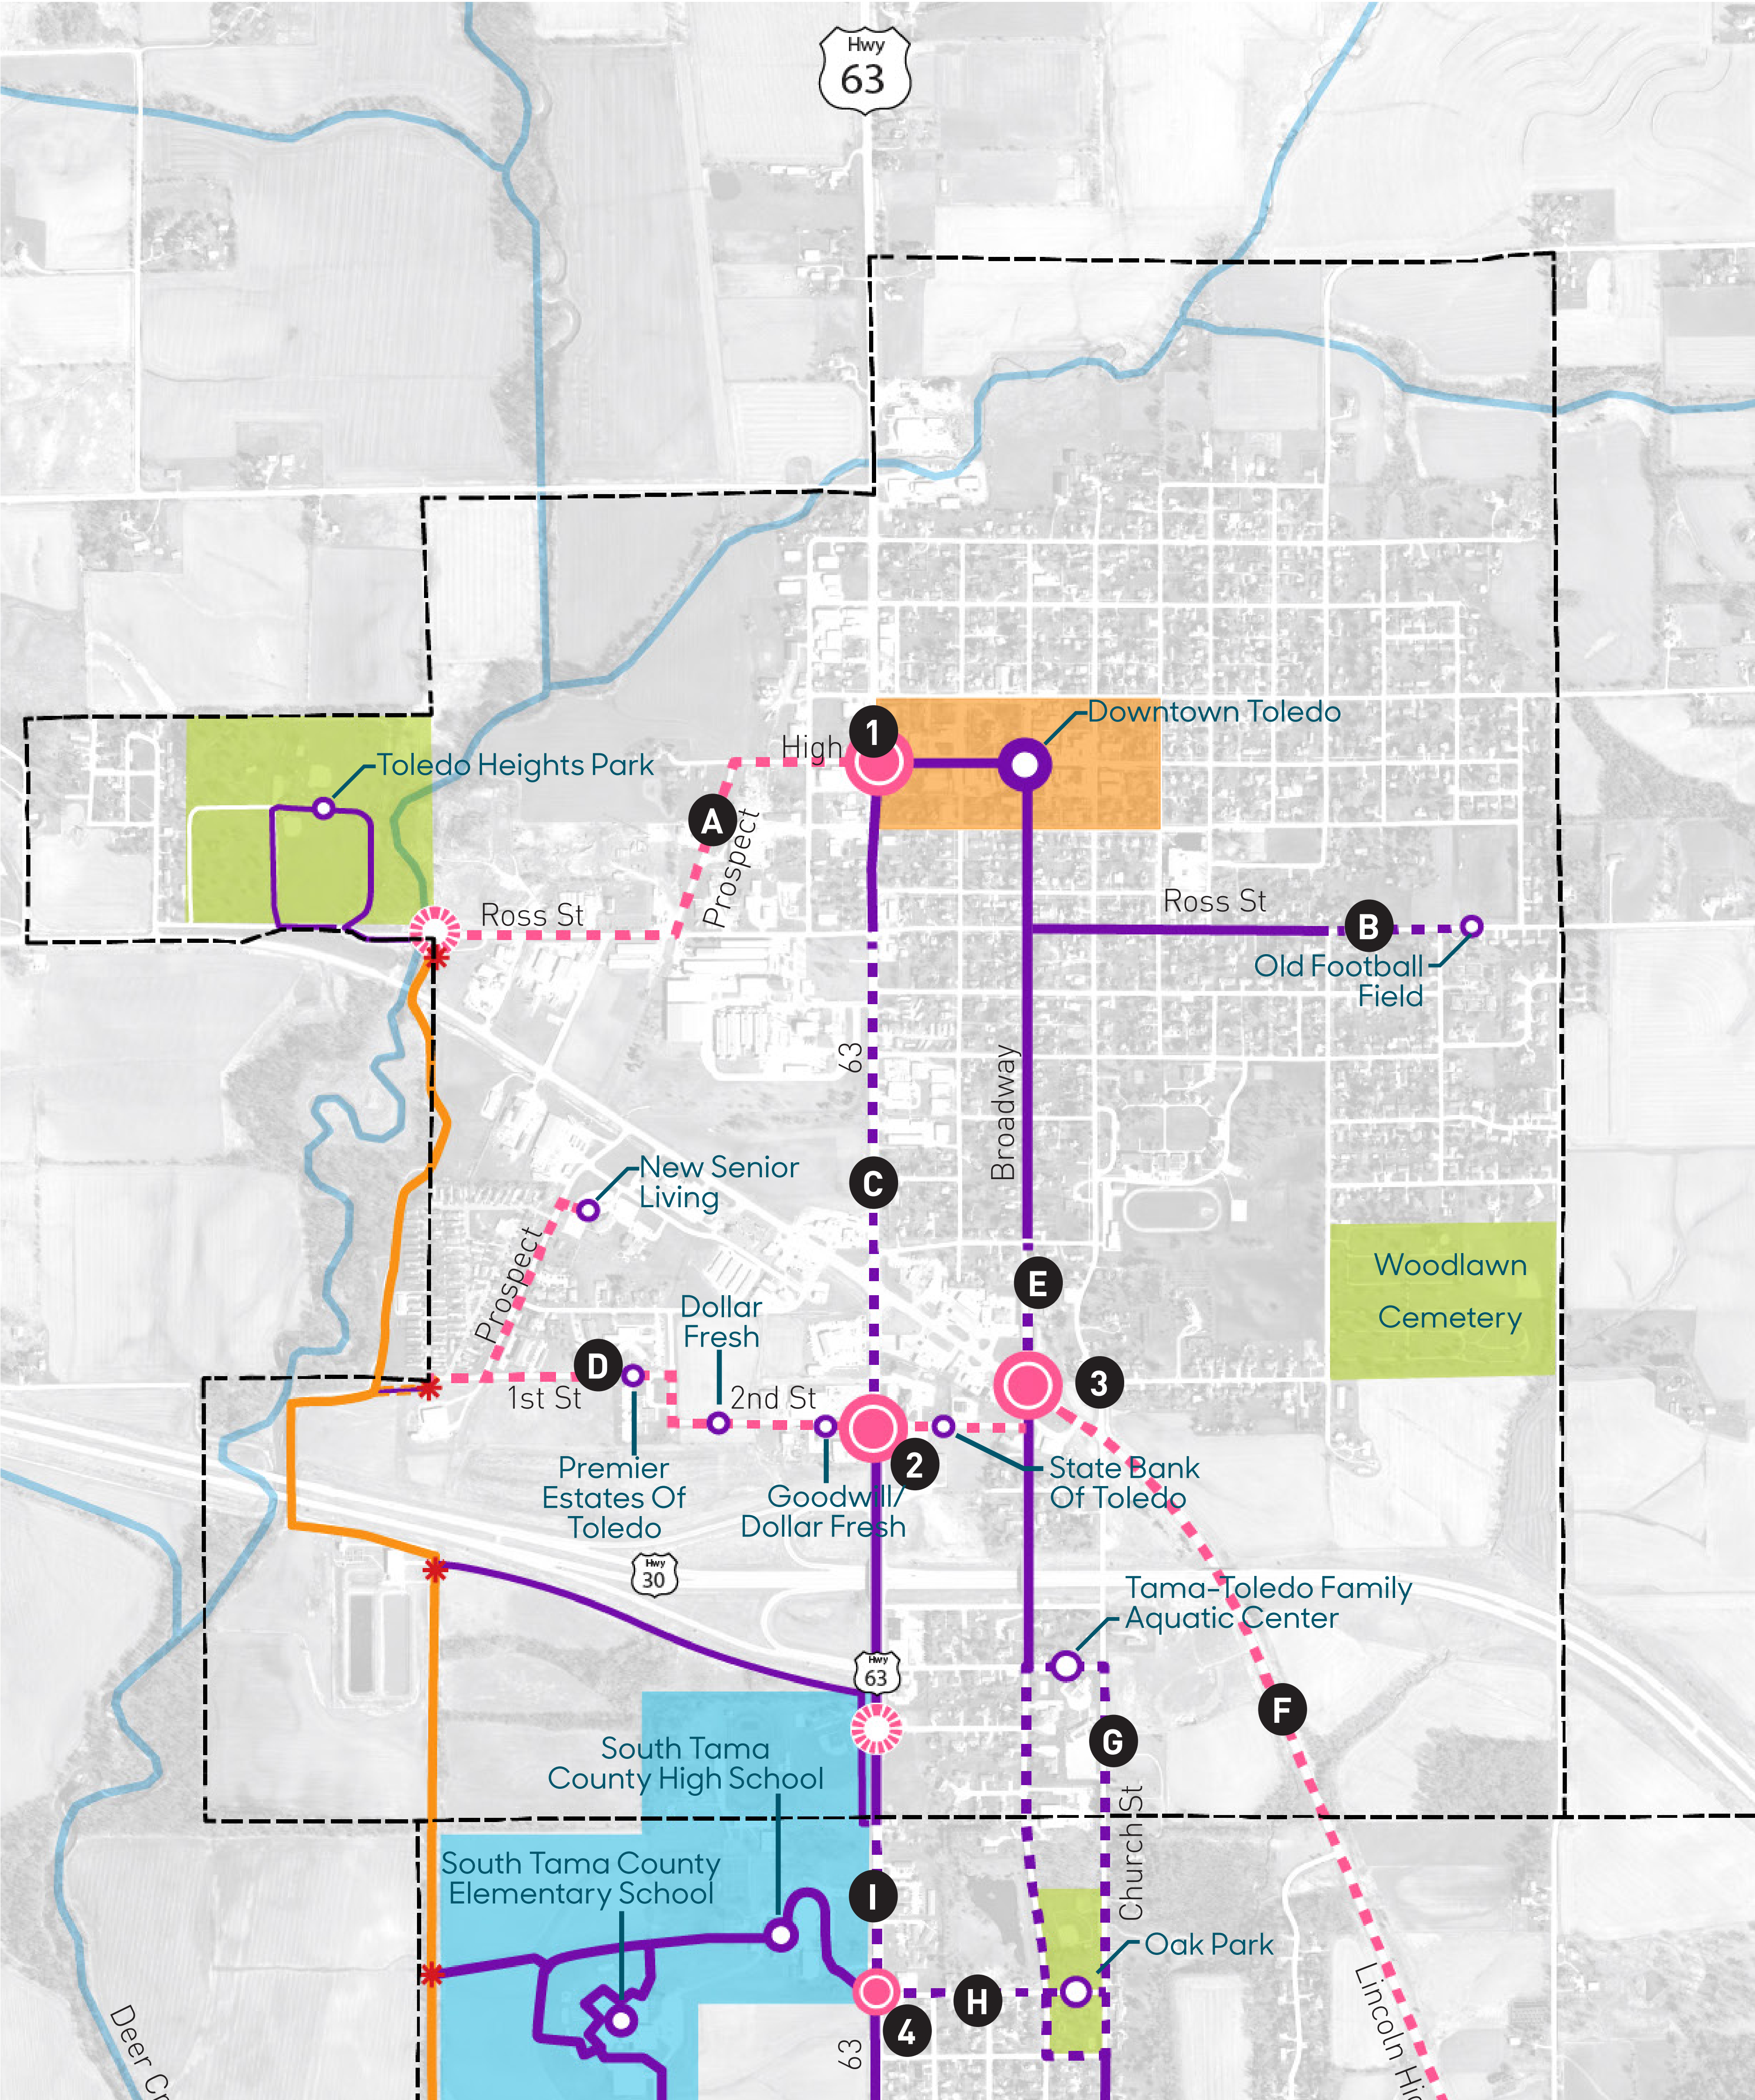 Hwy
63
Downtown Toledo
1
High
Toledo Heights Park
A
Prospect
Ross St
Ross St
B
Old Football
Field
63
Broadway
New Senior
Living
C
Prospect
Woodlawn
Cemetery
E
Dollar
Fresh
D
3
1st St
2nd St
2
Premier
Estates Of
Toledo
Goodwill/
Dollar Fresh
State Bank
Of Toledo
Hwy
30
Tama-Toledo Family
Aquatic Center
Hwy
63
F
G
South Tama
County High School
Church St
South Tama County
Elementary School
I
Oak Park
H
4
63
Lincoln Hi
Deer Cr